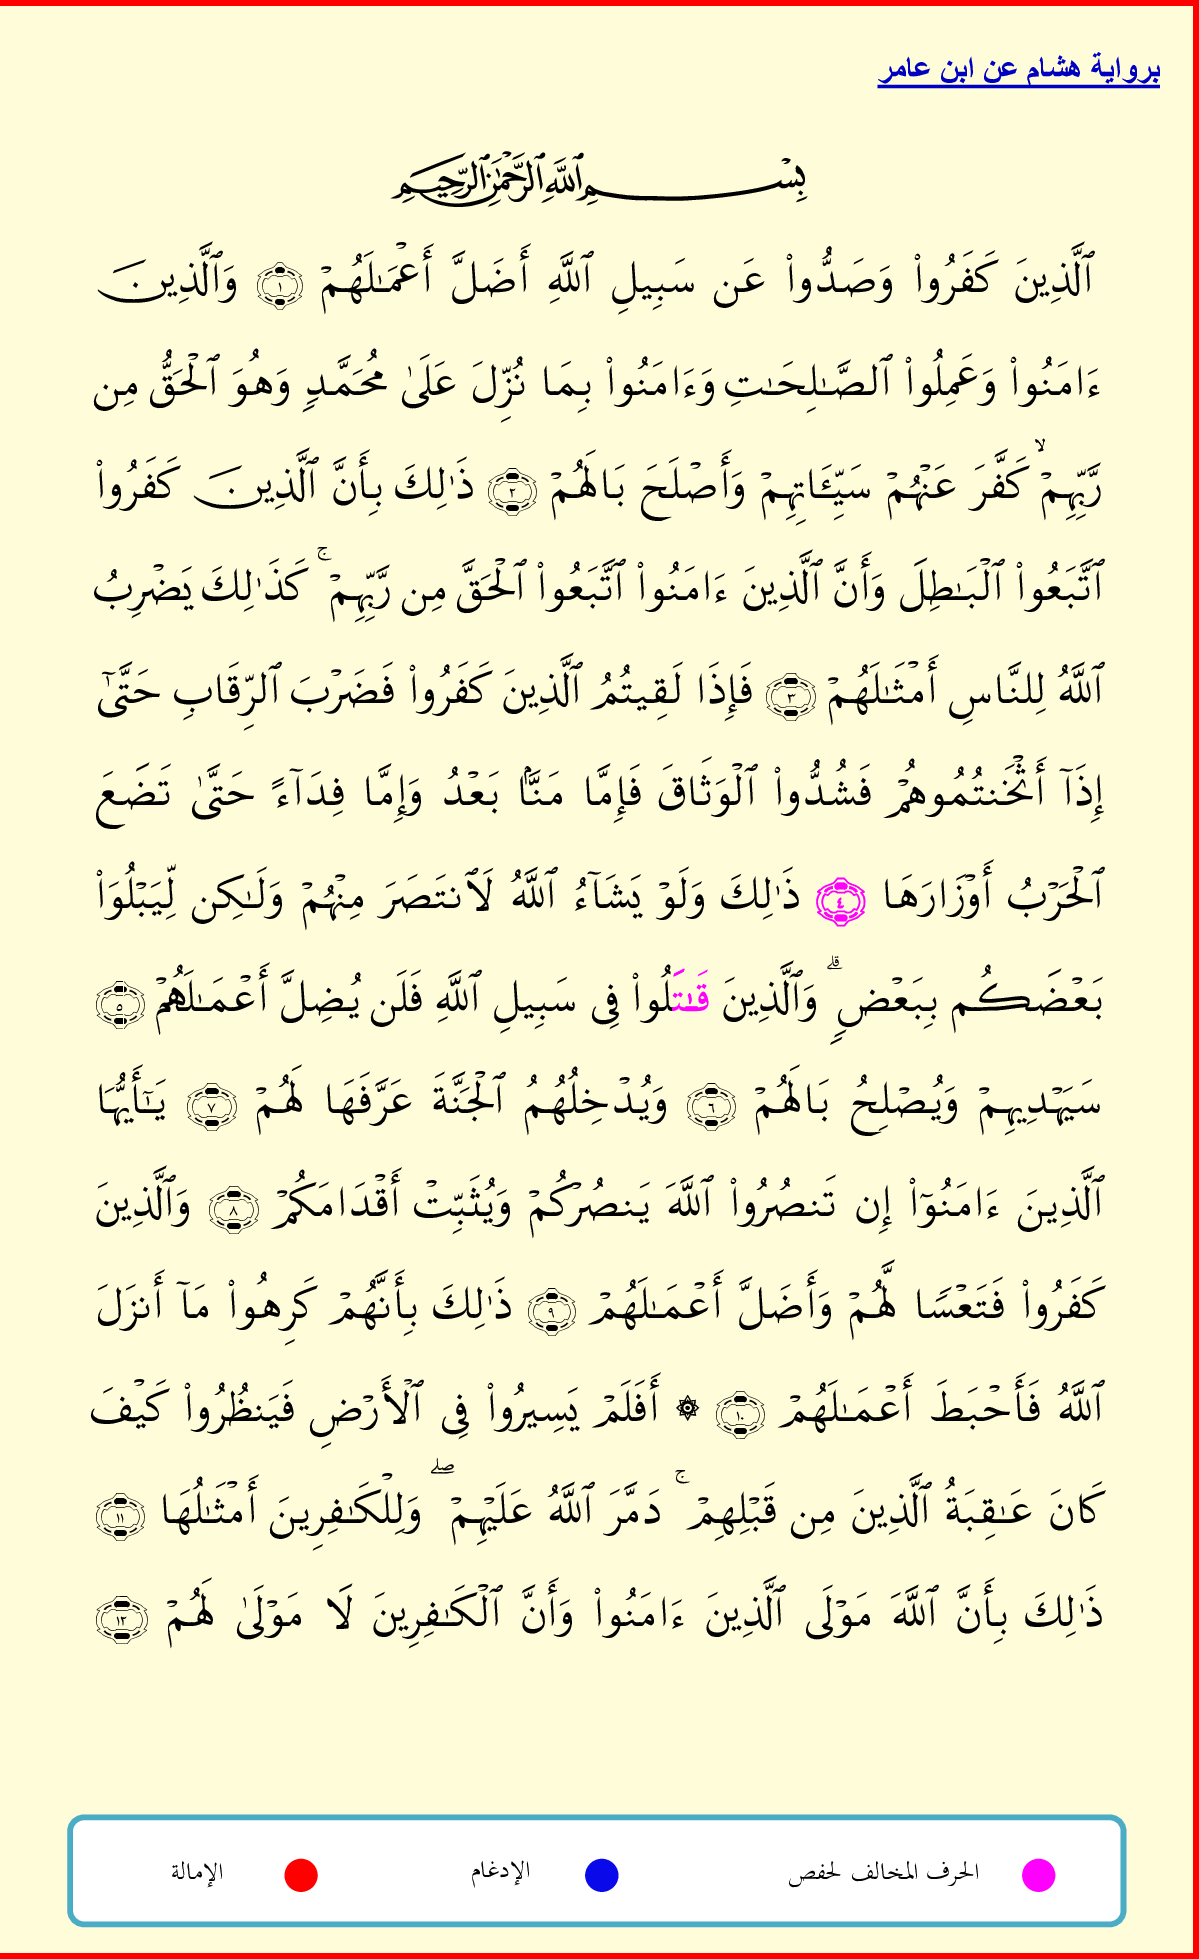 برواية هشام عن ابن عامر
بِسْمِ ٱللَّهِ ٱلرَّحْمَٰنِ ٱلرَّحِيمِ
ٱلَّذِينَ كَفَرُوا۟ وَصَدُّوا۟ عَن سَبِيلِ ٱللَّهِ أَضَلَّ أَعْمَٰلَهُمْ ١ وَٱلَّذِينَ
ءَامَنُوا۟ وَعَمِلُوا۟ ٱلصَّٰلِحَٰتِ وَءَامَنُوا۟ بِمَا نُزِّلَ عَلَىٰ مُحَمَّدٍ وَهُوَ ٱلْحَقُّ مِن
رَّبِّهِمْ ۙ كَفَّرَ عَنْهُمْ سَيِّـَٔاتِهِمْ وَأَصْلَحَ بَالَهُمْ ٢ ذَٰلِكَ بِأَنَّ ٱلَّذِينَ كَفَرُوا۟
ٱتَّبَعُوا۟ ٱلْبَٰطِلَ وَأَنَّ ٱلَّذِينَ ءَامَنُوا۟ ٱتَّبَعُوا۟ ٱلْحَقَّ مِن رَّبِّهِمْ ۚ كَذَٰلِكَ يَضْرِبُ
ٱللَّهُ لِلنَّاسِ أَمْثَٰلَهُمْ ٣ فَإِذَا لَقِيتُمُ ٱلَّذِينَ كَفَرُوا۟ فَضَرْبَ ٱلرِّقَابِ حَتَّىٰٓ
إِذَآ أَثْخَنتُمُوهُمْ فَشُدُّوا۟ ٱلْوَثَاقَ فَإِمَّا مَنًّۢا بَعْدُ وَإِمَّا فِدَآءً حَتَّىٰ تَضَعَ
ٱلْحَرْبُ أَوْزَارَهَا ٤ ذَٰلِكَ وَلَوْ يَشَآءُ ٱللَّهُ لَٱنتَصَرَ مِنْهُمْ وَلَٰكِن لِّيَبْلُوَا۟
بَعْضَكُم بِبَعْضٍ ۗ وَٱلَّذِينَ قَٰتَلُوا۟ فِى سَبِيلِ ٱللَّهِ فَلَن يُضِلَّ أَعْمَٰلَهُمْ ٥
سَيَهْدِيهِمْ وَيُصْلِحُ بَالَهُمْ ٦ وَيُدْخِلُهُمُ ٱلْجَنَّةَ عَرَّفَهَا لَهُمْ ٧ يَٰٓأَيُّهَا
ٱلَّذِينَ ءَامَنُوٓا۟ إِن تَنصُرُوا۟ ٱللَّهَ يَنصُرْكُمْ وَيُثَبِّتْ أَقْدَامَكُمْ ٨ وَٱلَّذِينَ
كَفَرُوا۟ فَتَعْسًا لَّهُمْ وَأَضَلَّ أَعْمَٰلَهُمْ ٩ ذَٰلِكَ بِأَنَّهُمْ كَرِهُوا۟ مَآ أَنزَلَ
ٱللَّهُ فَأَحْبَطَ أَعْمَٰلَهُمْ ١٠ ۞ أَفَلَمْ يَسِيرُوا۟ فِى ٱلْأَرْضِ فَيَنظُرُوا۟ كَيْفَ
كَانَ عَٰقِبَةُ ٱلَّذِينَ مِن قَبْلِهِمْ ۚ دَمَّرَ ٱللَّهُ عَلَيْهِمْ ۖ وَلِلْكَٰفِرِينَ أَمْثَٰلُهَا ١١
ذَٰلِكَ بِأَنَّ ٱللَّهَ مَوْلَى ٱلَّذِينَ ءَامَنُوا۟ وَأَنَّ ٱلْكَٰفِرِينَ لَا مَوْلَىٰ لَهُمْ ١٢
الحرف المخالف لحفص الإدغام الإمالة